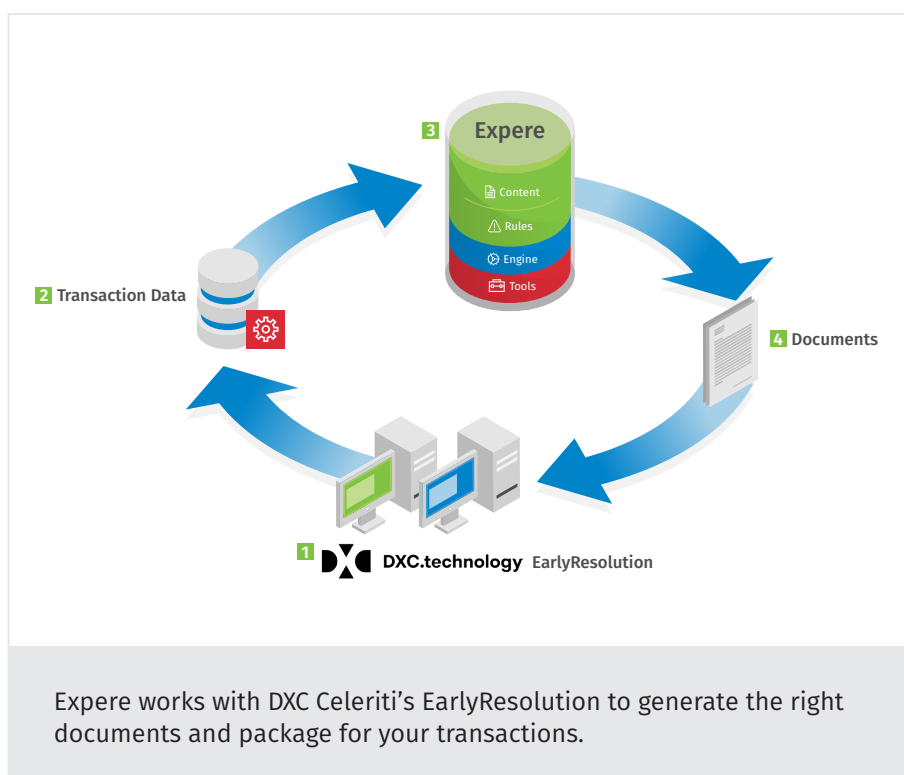 3 Expere
Content
Rules
Engine
Tools
2 Transaction Data
4 Documents
1 DXC.technology EarlyResolution
Expere works with DXC Celeriti’s EarlyResolution to generate the right
documents and package for your transactions.